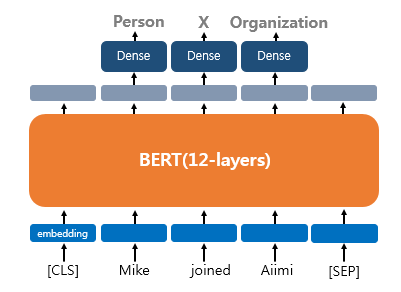 Person X Organization
Dense Dense Dense
BERT(12-layers)
embedding
[CLS] Mike joined Aiimi [SEP]